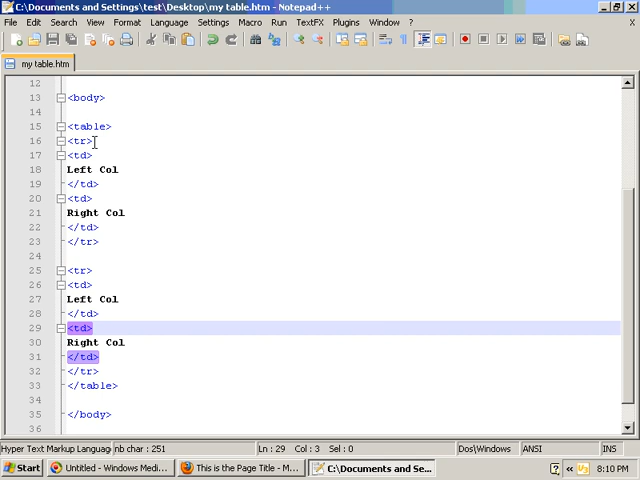 C:\Documents and Settings\test\Desktop\my table.htm - Notepad++
File Edit Search View Format Language Settings Macro Run TextFX Plugins Window ? X
my table.htm
12
13 <body>
14
15 <table>
16 <tr>
17 <td>
18 Left Col
19 </td>
20 <td>
21 Right Col
22 </td>
23 </tr>
24
25 <tr>
26 <td>
27 Left Col
28 </td>
29 <td>
30 Right Col
31 </td>
32 </tr>
33 </table>
34
35 </body>
36
Hyper Text Markup Language nb char : 251 Ln : 29 Col : 3 Sel : 0 Dos\Windows ANSI INS
Start Untitled - Windows Medi... This is the Page Title - M... C:\Documents and Se... 8:10 PM